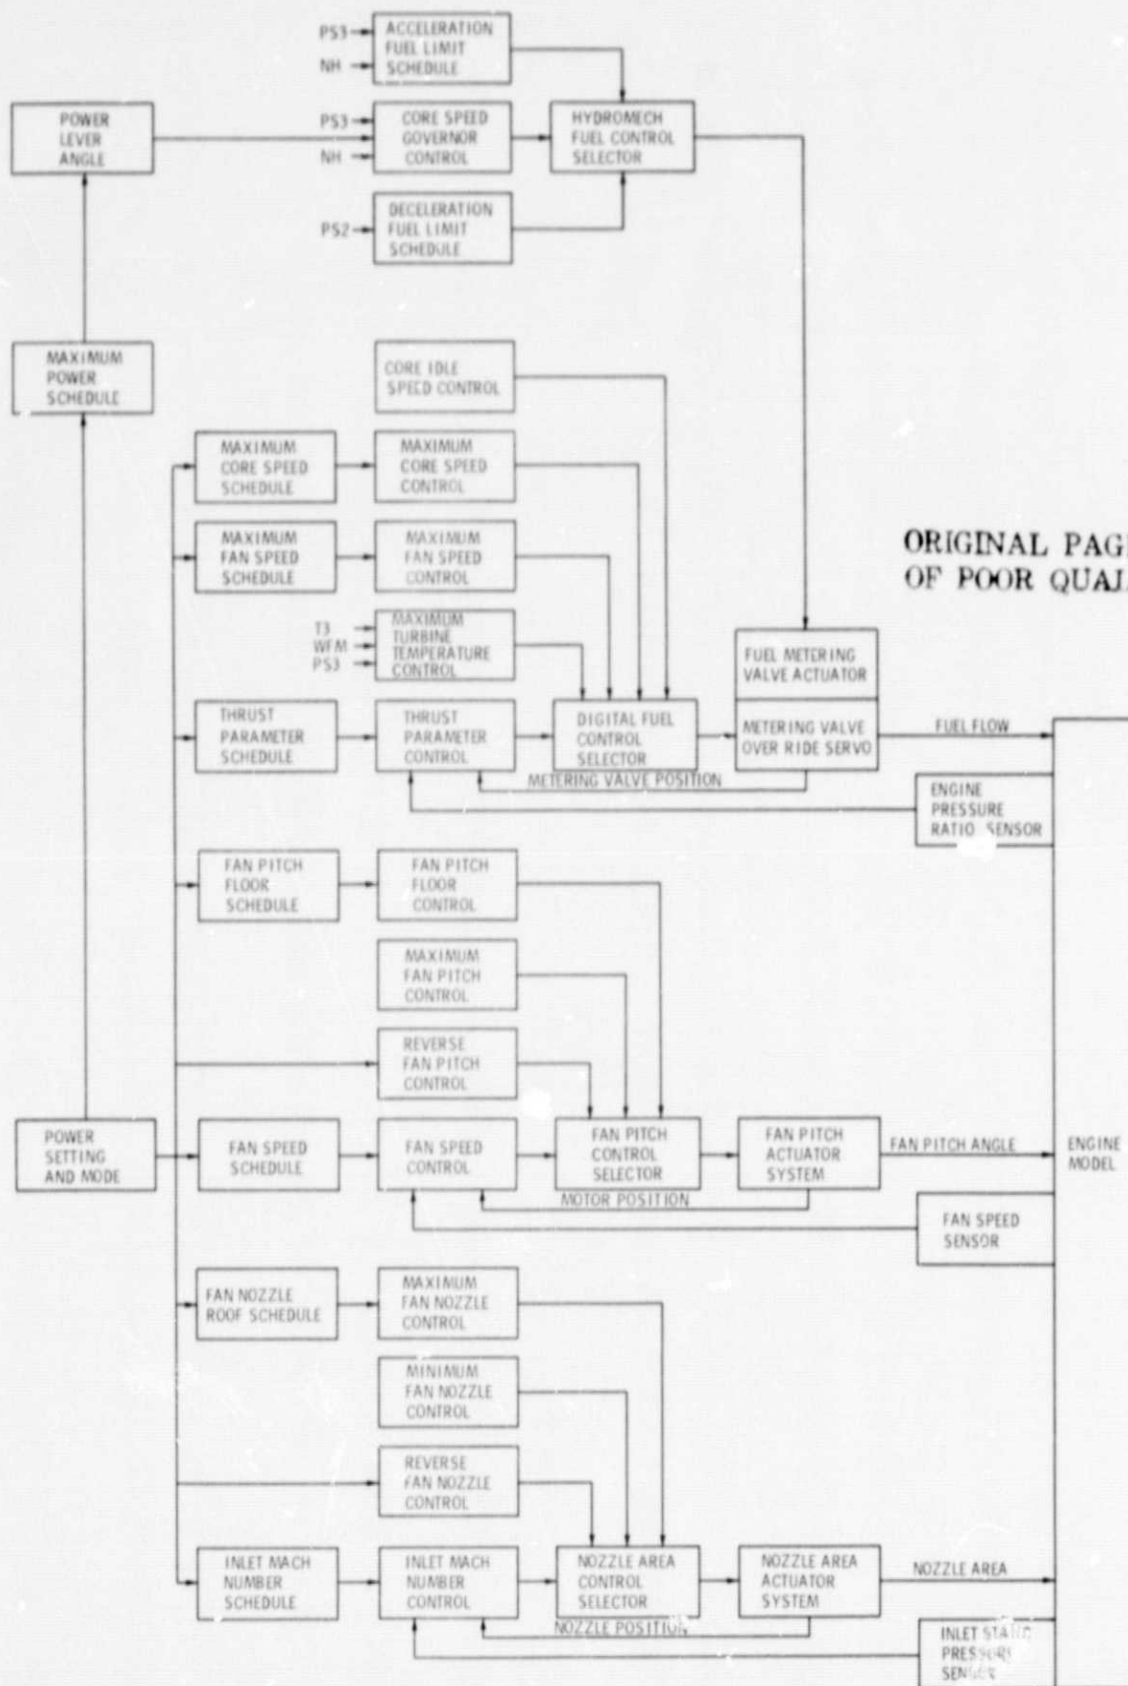 PS3
NH
ACCELERATION
FUEL LIMIT
SCHEDULE
POWER
LEVER
ANGLE
PS3
NH
CORE SPEED
GOVERNOR
CONTROL
HYDROMECH
FUEL CONTROL
SELECTOR
PS2
DECELERATION
FUEL LIMIT
SCHEDULE
MAXIMUM
POWER
SCHEDULE
CORE IDLE
SPEED CONTROL
MAXIMUM
CORE SPEED
SCHEDULE
MAXIMUM
CORE SPEED
CONTROL
MAXIMUM
FAN SPEED
SCHEDULE
MAXIMUM
FAN SPEED
CONTROL
ORIGINAL PAG
OF POOR QUAL
T3
WFM
PS3
MAXIMUM
TURBINE
TEMPERATURE
CONTROL
FUEL METERING
VALVE ACTUATOR
THRUST
PARAMETER
SCHEDULE
THRUST
PARAMETER
CONTROL
DIGITAL FUEL
CONTROL
SELECTOR
METERING VALVE
OVER RIDE SERVO
FUEL FLOW
METERING VALVE POSITION
ENGINE
PRESSURE
RATIO SENSOR
FAN PITCH
FLOOR
SCHEDULE
FAN PITCH
FLOOR
CONTROL
MAXIMUM
FAN PITCH
CONTROL
REVERSE
FAN PITCH
CONTROL
POWER
SETTING
AND MODE
FAN SPEED
SCHEDULE
FAN SPEED
CONTROL
FAN PITCH
CONTROL
SELECTOR
FAN PITCH
ACTUATOR
SYSTEM
FAN PITCH ANGLE
ENGINE
MODEL
MOTOR POSITION
FAN SPEED
SENSOR
FAN NOZZLE
ROOF SCHEDULE
MAXIMUM
FAN NOZZLE
CONTROL
MINIMUM
FAN NOZZLE
CONTROL
REVERSE
FAN NOZZLE
CONTROL
INLET MACH
NUMBER
SCHEDULE
INLET MACH
NUMBER
CONTROL
NOZZLE AREA
CONTROL
SELECTOR
NOZZLE AREA
ACTUATOR
SYSTEM
NOZZLE AREA
NOZZLE POSITION
INLET STATIC
PRESSURE
SENSOR